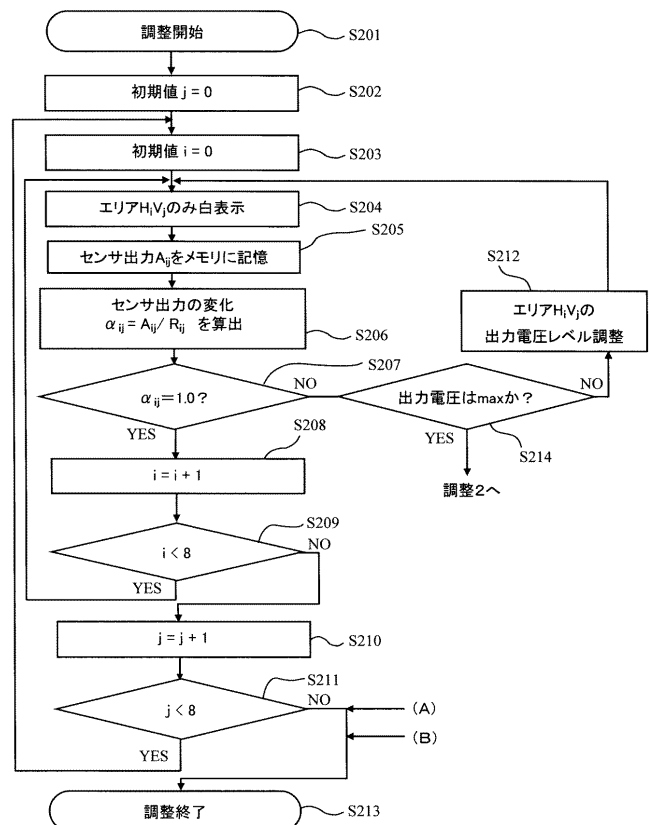 調整開始
S201
初期値 j = 0
S202
初期値 i = 0
S203
エリアHiVjのみ白表示
S204
センサ出力Aijをメモリに記憶
S205
センサ出力の変化
αij = Aij / Rij を算出
S206
αij = 1.0?
S207
NO
YES
出力電圧はmaxか?
NO
YES
S214
調整2へ
S212
エリアHiVjの
出力電圧レベル調整
i = i + 1
S208
i < 8
S209
NO
YES
j = j + 1
S210
j < 8
S211
NO
YES
(A)
(B)
調整終了
S213